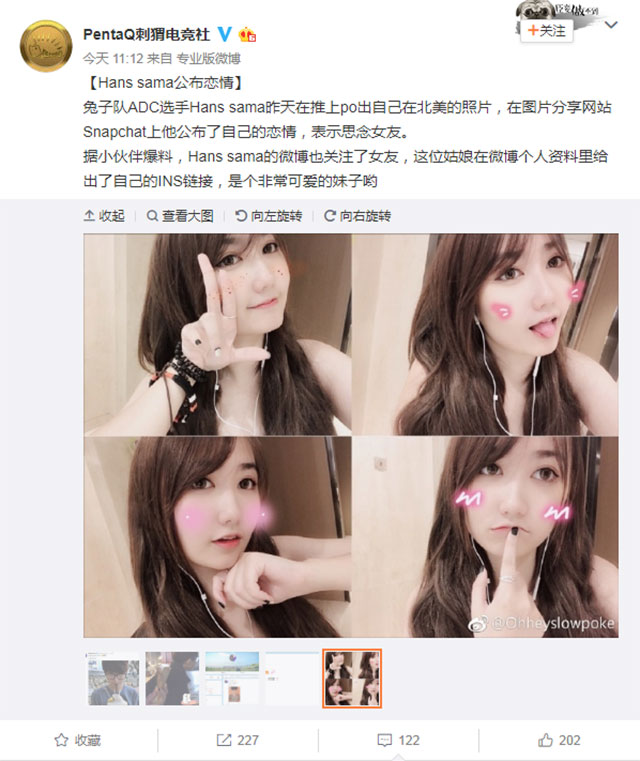 PentaQ刺猬电竞社
今天 11:12 来自 专业版微博
+关注
【Hans sama公布恋情】
兔子队ADC选手Hans sama昨天在推上po出自己在北美的照片，在图片分享网站
Snapchat上他公布了自己的恋情，表示思念女友。
据小伙伴爆料，Hans sama的微博也关注了女友，这位姑娘在微博个人资料里给
出了自己的INS链接，是个非常可爱的妹子哟
收起
查看大图
向左旋转
向右旋转
@Ohheyslowpoke
收藏
227
122
202